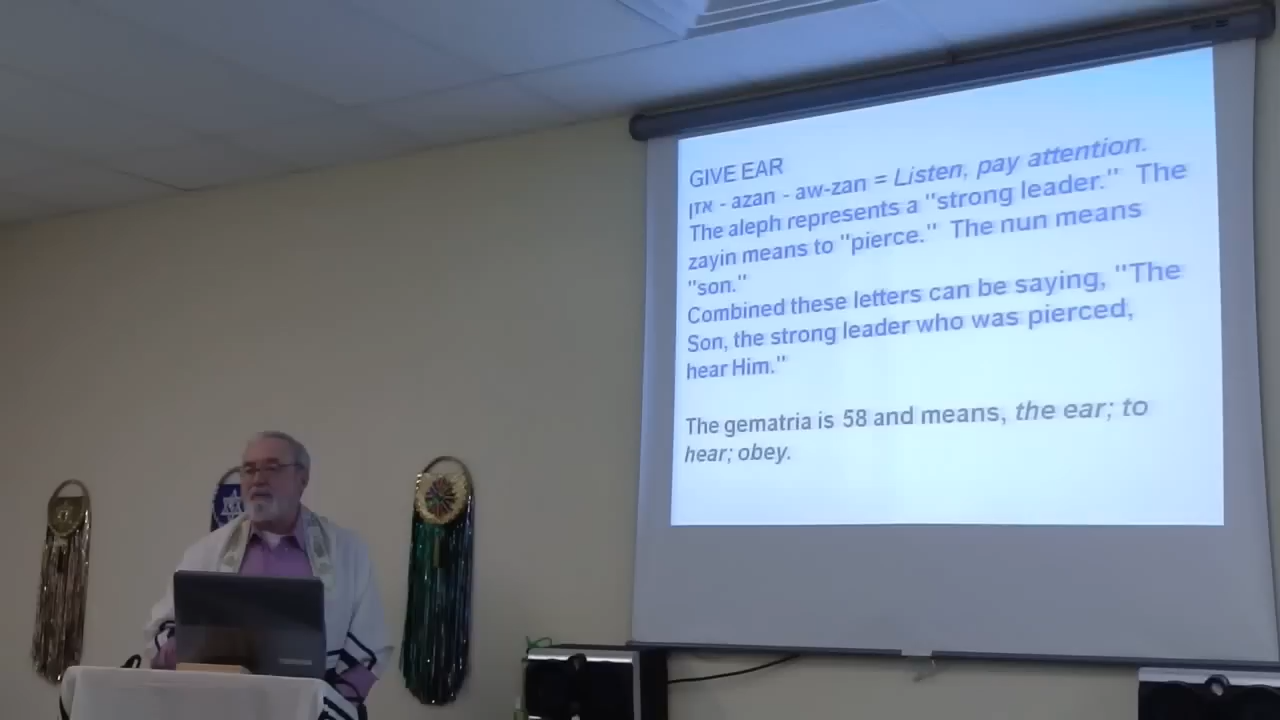 GIVE EAR
אזן - azan - aw-zan = Listen, pay attention.
The aleph represents a "strong leader." The
zayin means to "pierce." The nun means
"son."
Combined these letters can be saying, "The
Son, the strong leader who was pierced,
hear Him."
The gematria is 58 and means, the ear; to
hear; obey.